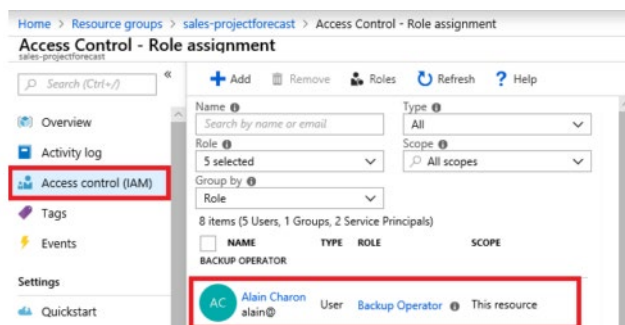 Home > Resource groups > sales-projectforecast > Access Control - Role assignment
Access Control - Role assignment
sales-projectforecast
Search (Ctrl+/)
«
Overview
Activity log
Access control (IAM)
Tags
Events
Settings
Quickstart
Add Remove Roles Refresh ? Help
Name Type
Search by name or email All
Role Scope
5 selected All scopes
Group by
Role
8 items (5 Users, 1 Groups, 2 Service Principals)
NAME TYPE ROLE SCOPE
BACKUP OPERATOR
AC Alain Charon User Backup Operator This resource
alain@